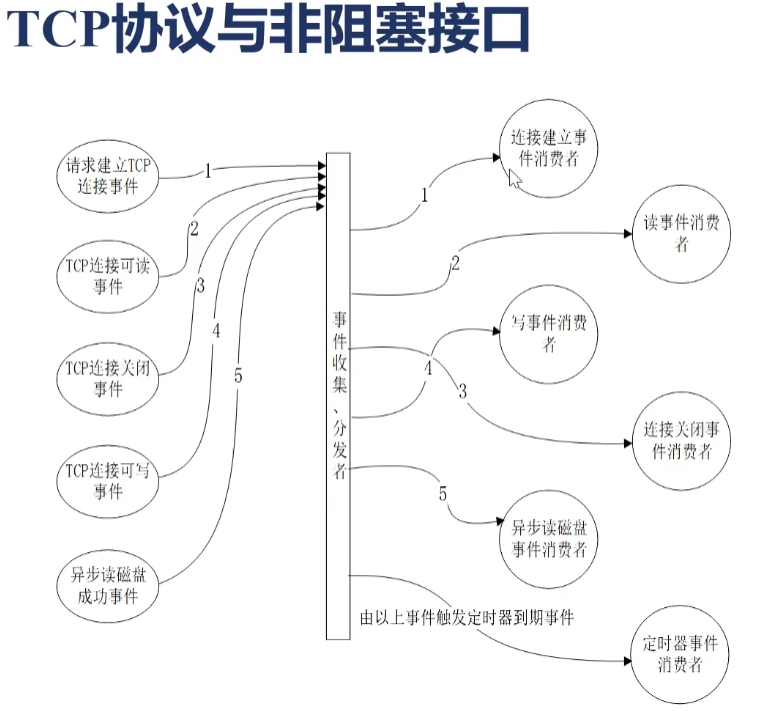 TCP协议与非阻塞接口
请求建立TCP
连接事件
TCP连接可读
事件
TCP连接关闭
事件
TCP连接可写
事件
异步读磁盘
成功事件
1
2
3
4
5
事件收集、分发者
1
2
4
3
5
由以上事件触发定时器到期事件
连接建立事
件消费者
读事件消费
者
写事件消费
者
连接关闭事
件消费者
异步读磁盘
事件消费者
定时器事件
消费者